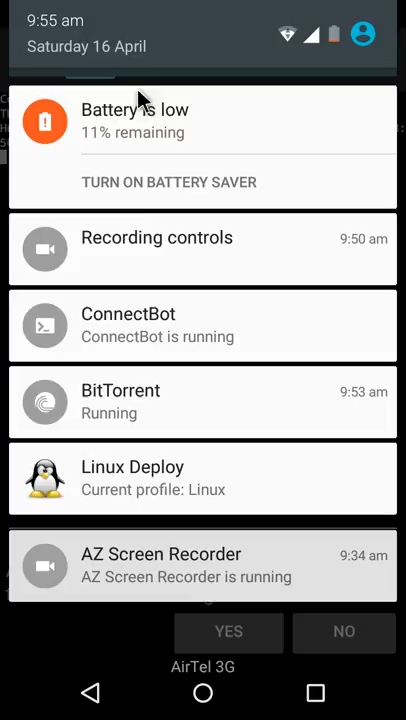 9:55 am
Saturday 16 April
Battery is low
11% remaining
TURN ON BATTERY SAVER
Recording controls
9:50 am
ConnectBot
ConnectBot is running
BitTorrent
9:53 am
Running
Linux Deploy
Current profile: Linux
AZ Screen Recorder
9:34 am
AZ Screen Recorder is running
YES
NO
AirTel 3G